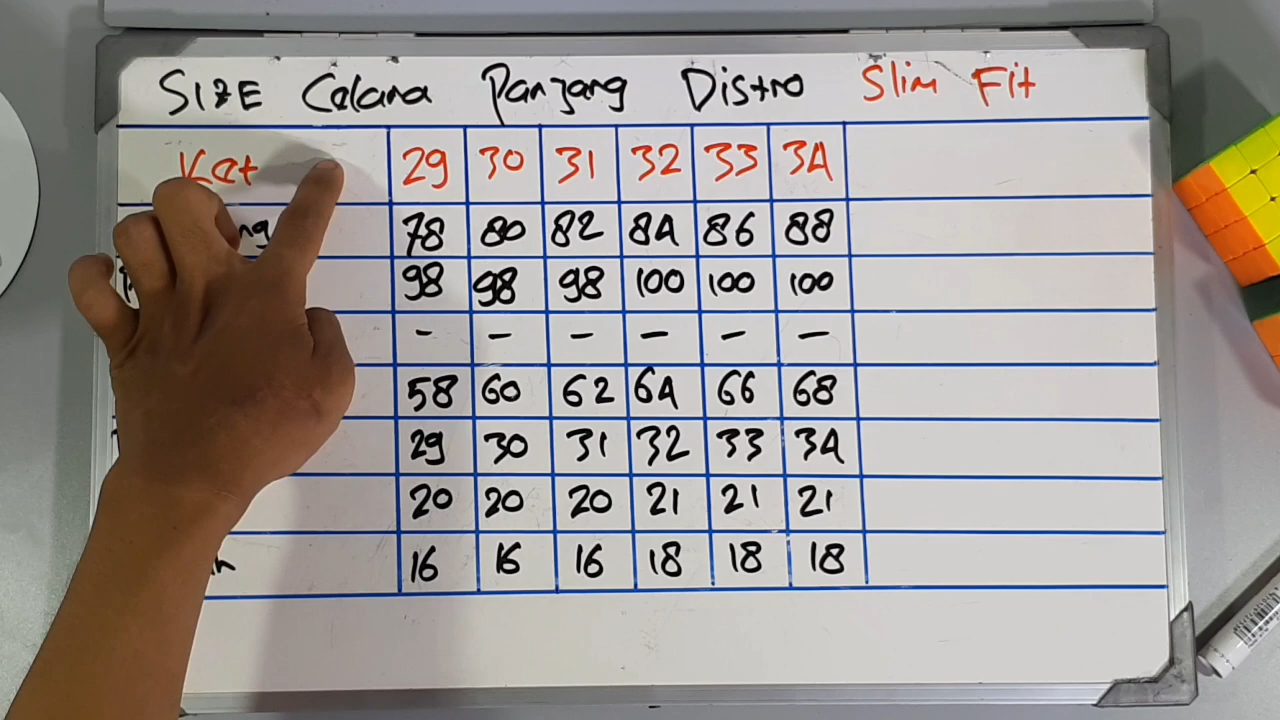 SIZE Celana Panjang Distro Slim Fit
Ket 29 30 31 32 33 34
78 80 82 84 86 88
98 98 98 100 100 100
- - - - - -
58 60 62 64 66 68
29 30 31 32 33 34
20 20 20 21 21 21
16 16 16 18 18 18